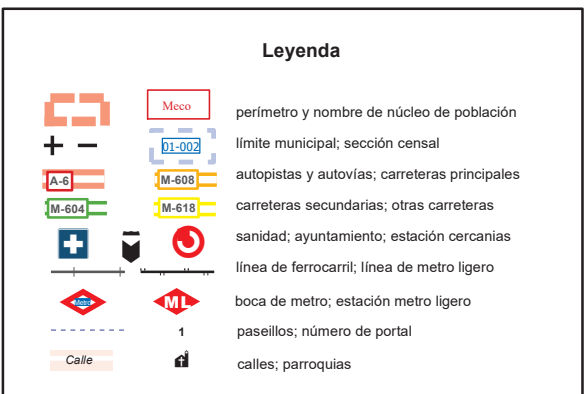 Leyenda
Meco perímetro y nombre de núcleo de población
01-002 límite municipal; sección censal
A-6 M-608 autopistas y autovías; carreteras principales
M-604 M-618 carreteras secundarias; otras carreteras
sanidad; ayuntamiento; estación cercanias
línea de ferrocarril; línea de metro ligero
Metro ML boca de metro; estación metro ligero
1 paseillos; número de portal
Calle calles; parroquias